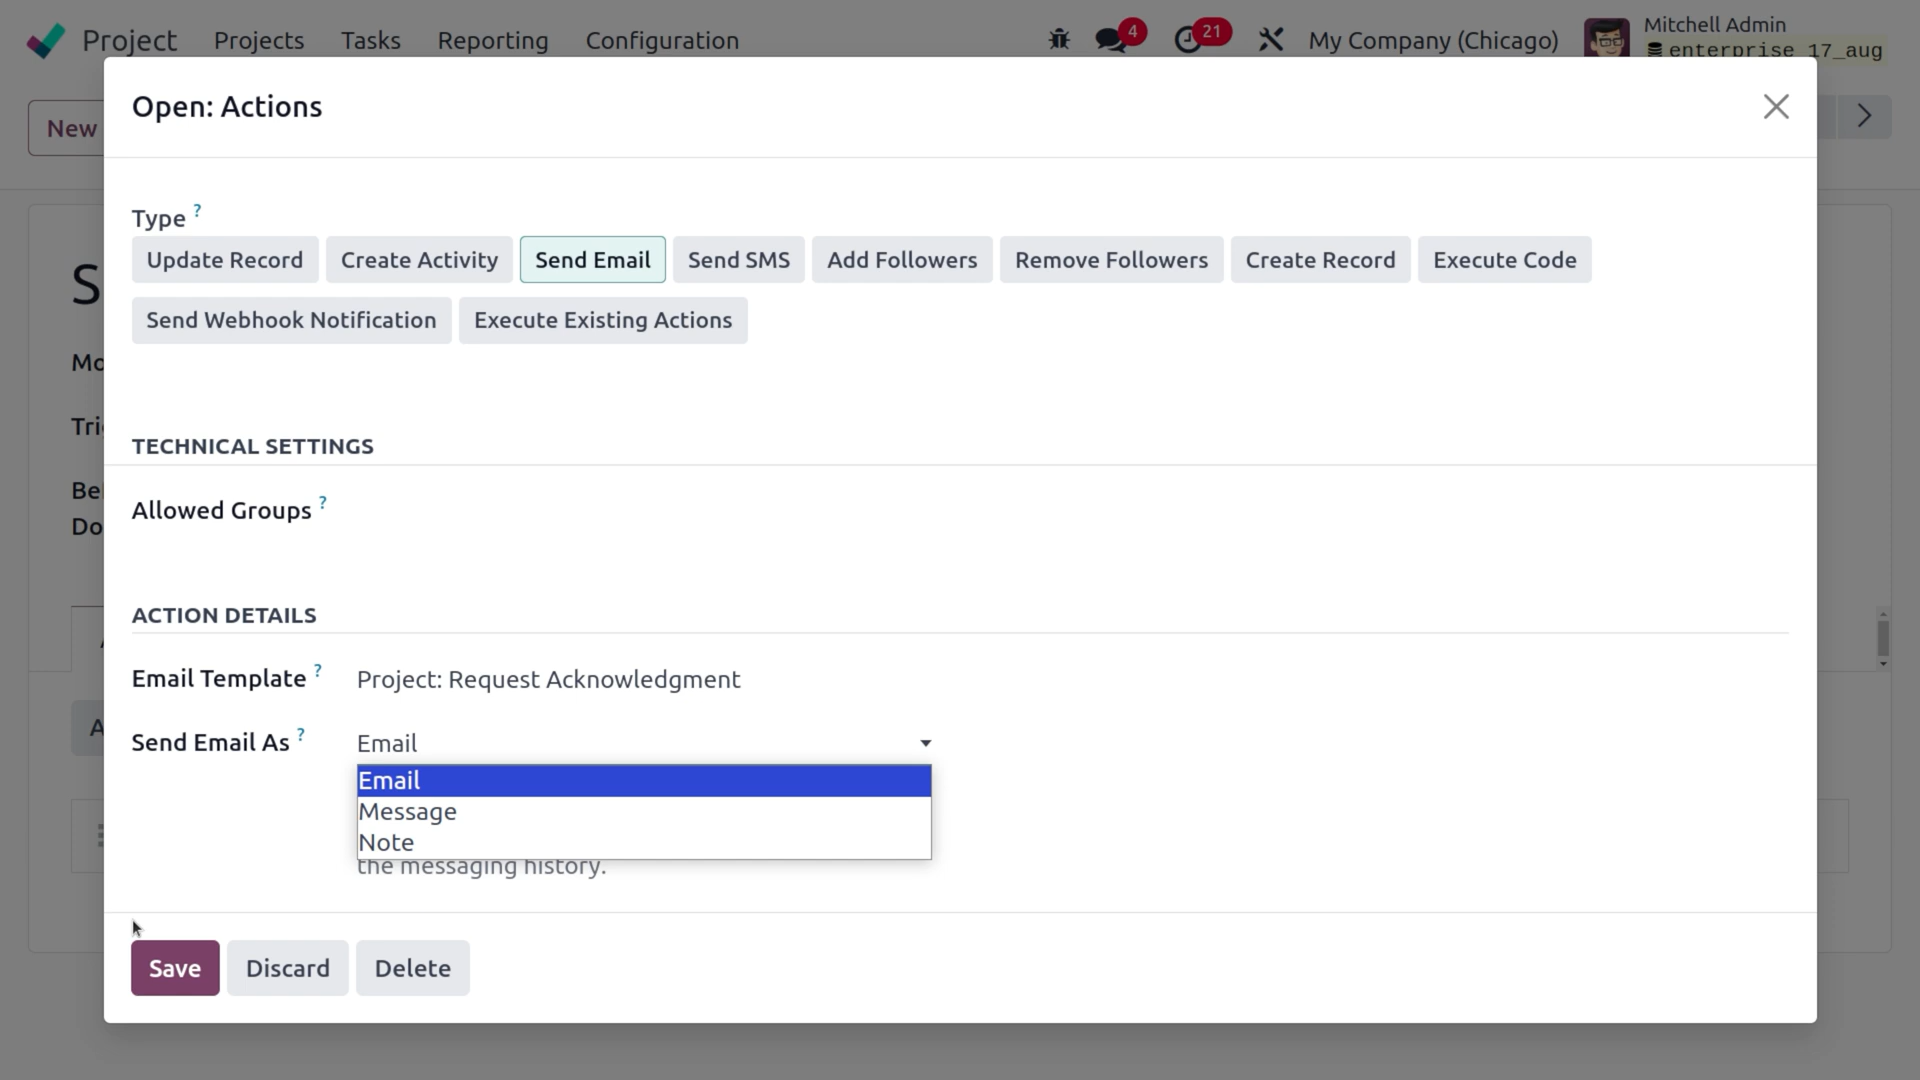 Project Projects Tasks Reporting Configuration 4 21 My Company (Chicago) Mitchell Admin
enterprise_17_aug
New
Open: Actions
Type ?
Update Record Create Activity Send Email Send SMS Add Followers Remove Followers Create Record Execute Code
Send Webhook Notification Execute Existing Actions
TECHNICAL SETTINGS
Allowed Groups ?
ACTION DETAILS
Email Template ? Project: Request Acknowledgment
Send Email As ? Email
Email
Message
Note
the messaging history.
Save Discard Delete